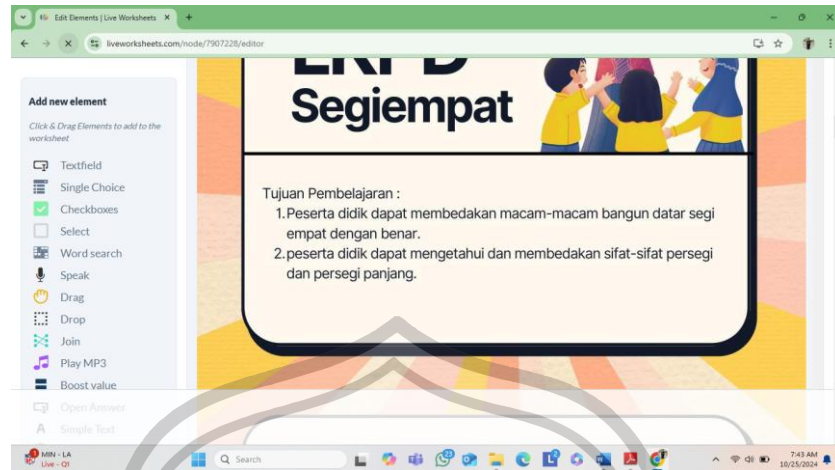 Edit Elements | Live Worksheets
liveworksheets.com/node/7907228/editor
Add new element
Click & Drag Elements to add to the
worksheet
Textfield
Single Choice
Checkboxes
Select
Word search
Speak
Drag
Drop
Join
Play MP3
Boost value
Open Answer
Simple Text
LKPD
Segiempat
Tujuan Pembelajaran :
1.Peserta didik dapat membedakan macam-macam bangun datar segi
empat dengan benar.
2.peserta didik dapat mengetahui dan membedakan sifat-sifat persegi
dan persegi panjang.
MIN - LA
Live - Q1
Search
7:43 AM
10/25/2024